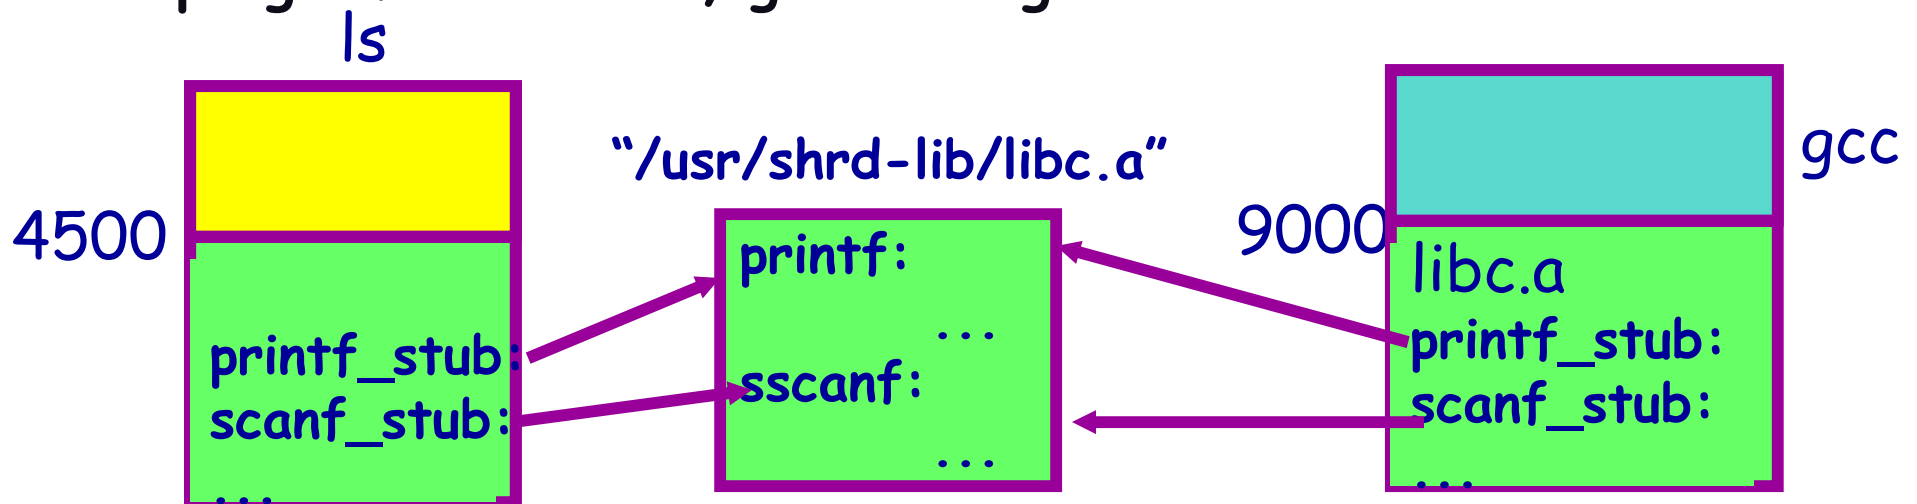 ls
“/usr/shrd-lib/libc.a”
gcc
4500
9000
printf_stub:
scanf_stub:
...
printf:
...
sscanf:
...
libc.a
printf_stub:
scanf_stub:
...